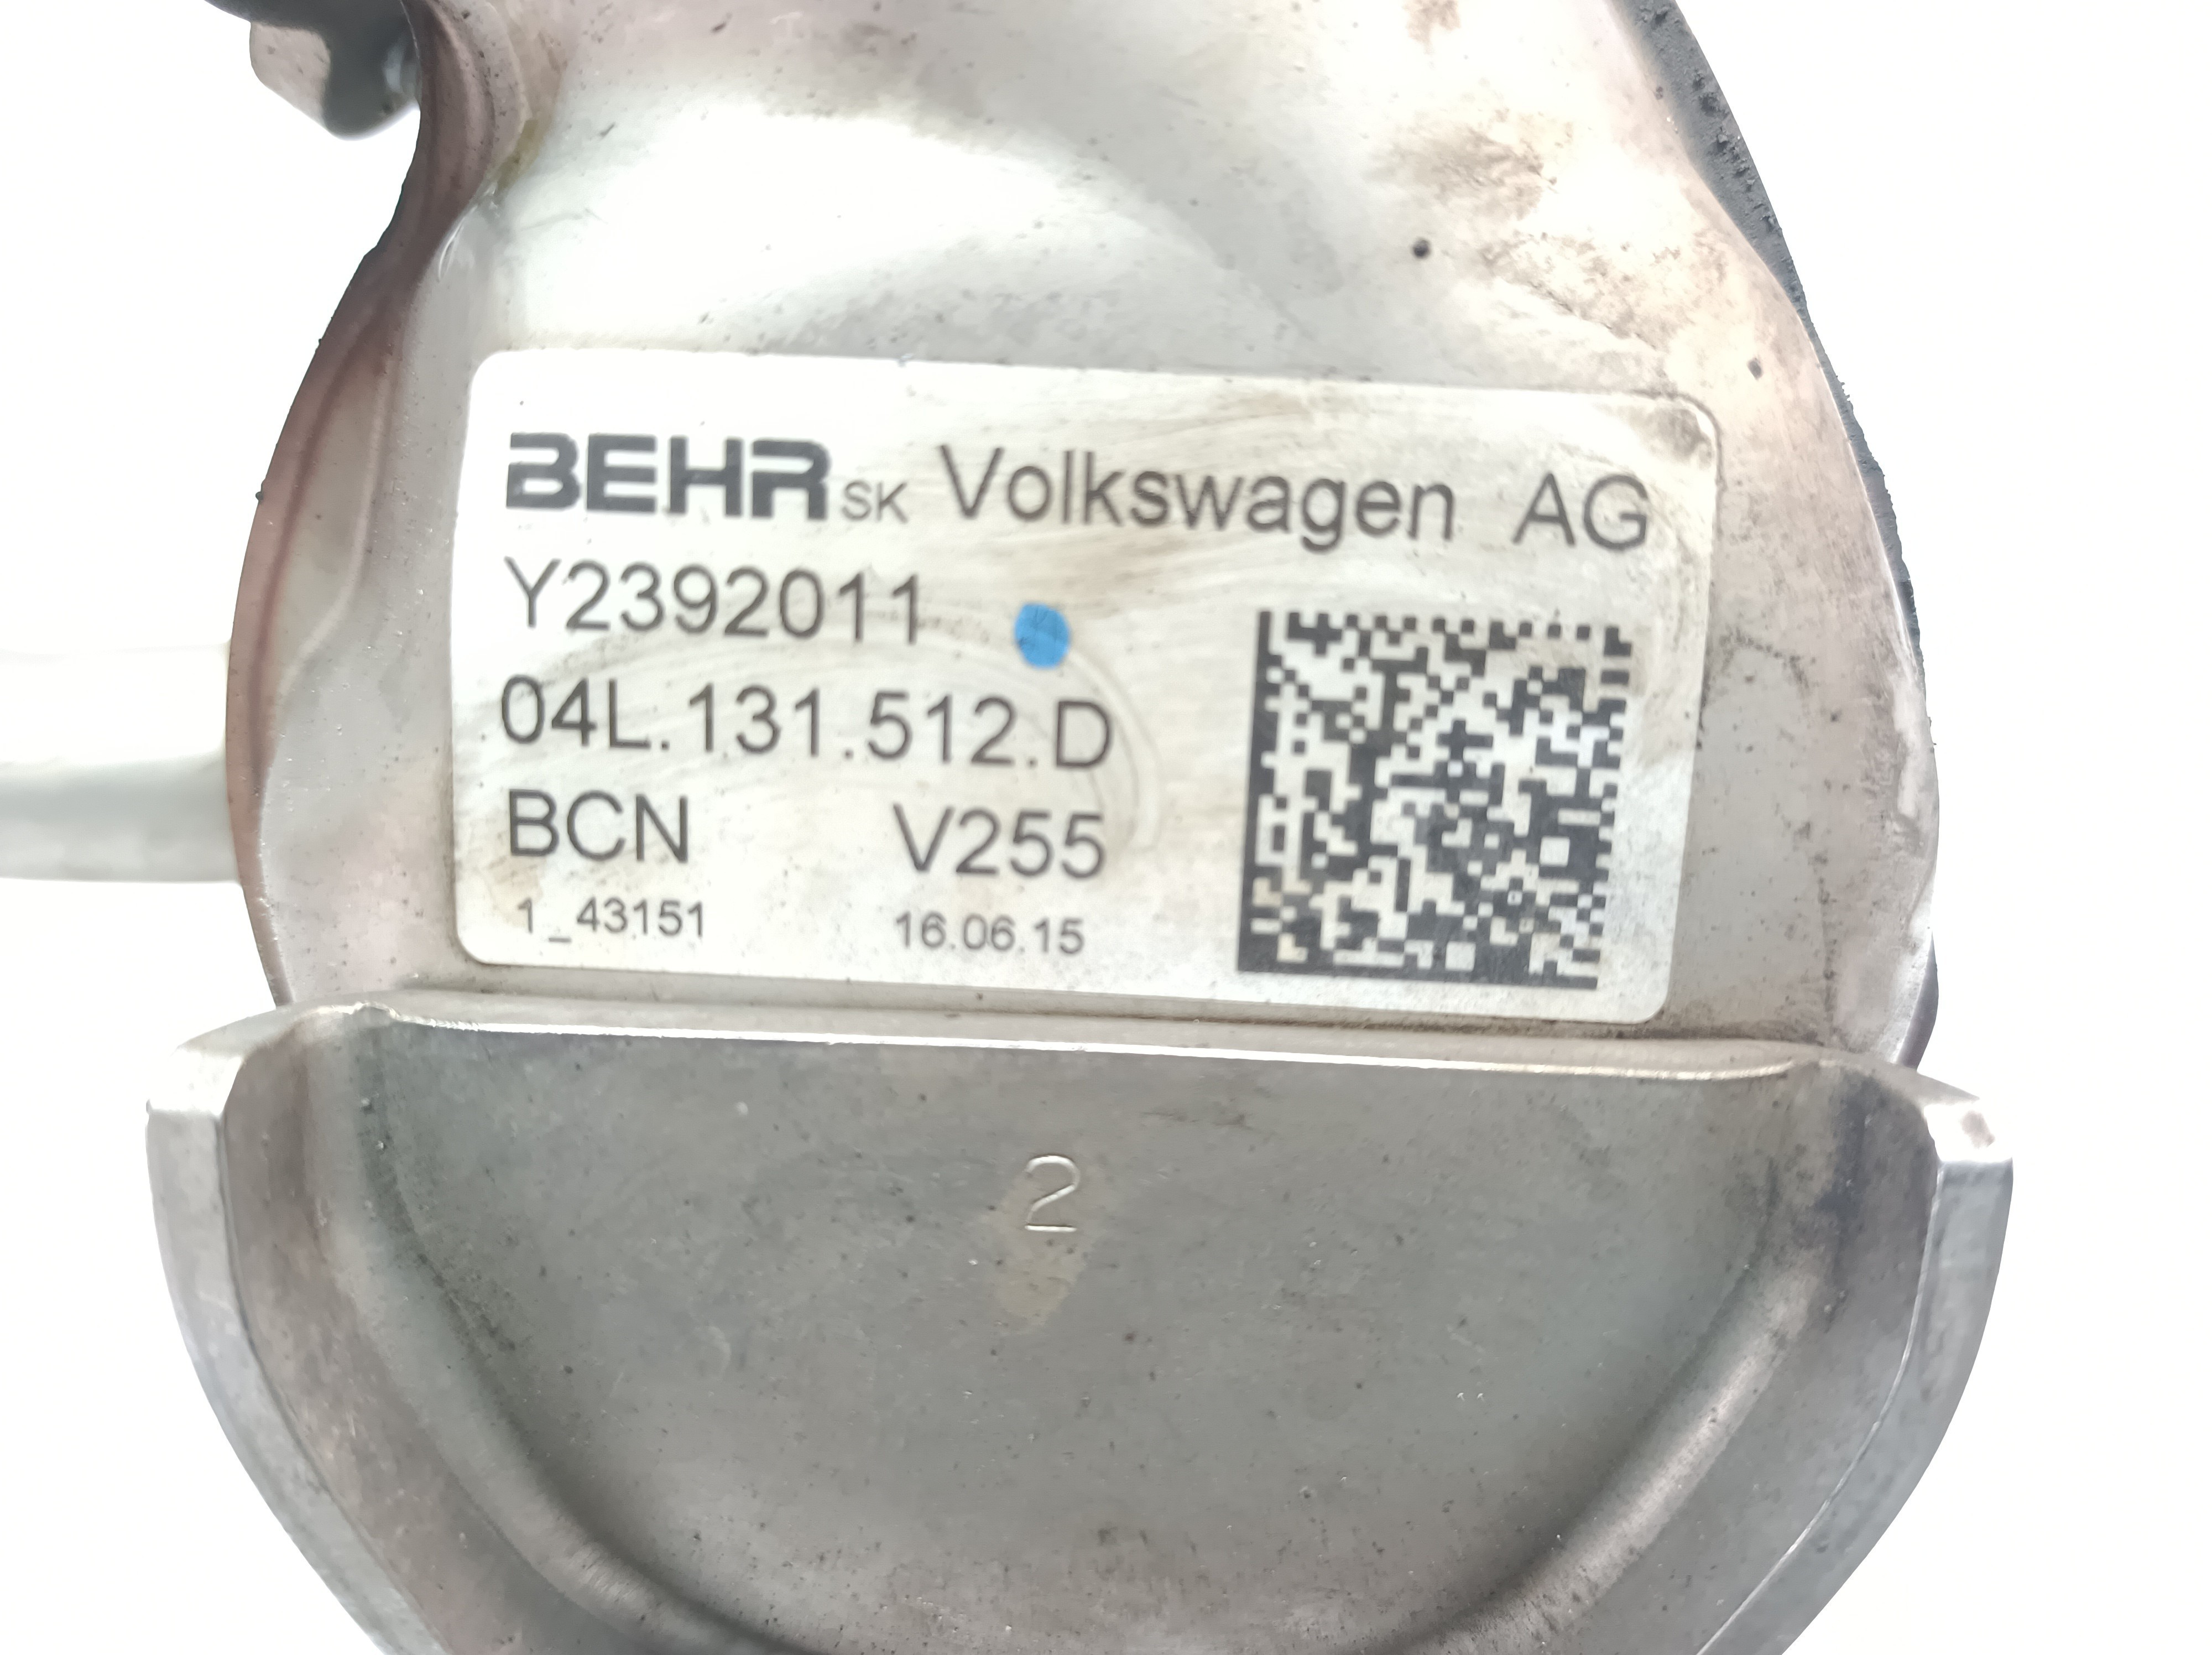 BEHR SK Volkswagen AG
Y2392011
04L.131.512.D
BCN V255
1_43151 16.06.15
2